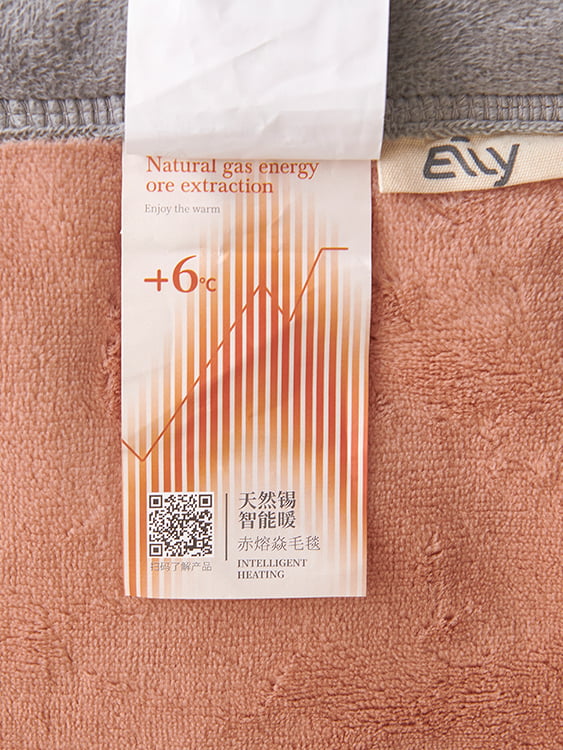 Natural gas energy
ore extraction
Enjoy the warm
+6℃
天然锡
智能暖
赤熔焱毛毯
INTELLIGENT
HEATING
扫码了解产品